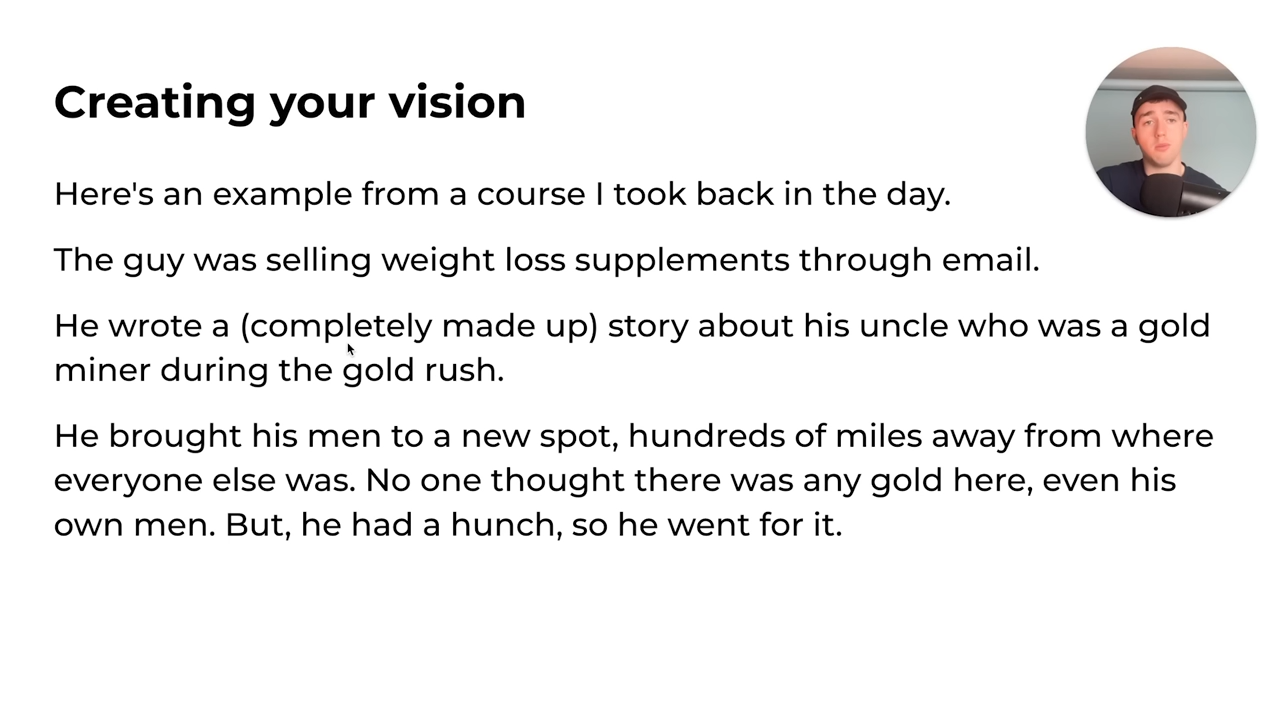 Creating your vision
Here's an example from a course I took back in the day.
The guy was selling weight loss supplements through email.
He wrote a (completely made up) story about his uncle who was a gold
miner during the gold rush.
He brought his men to a new spot, hundreds of miles away from where
everyone else was. No one thought there was any gold here, even his
own men. But, he had a hunch, so he went for it.